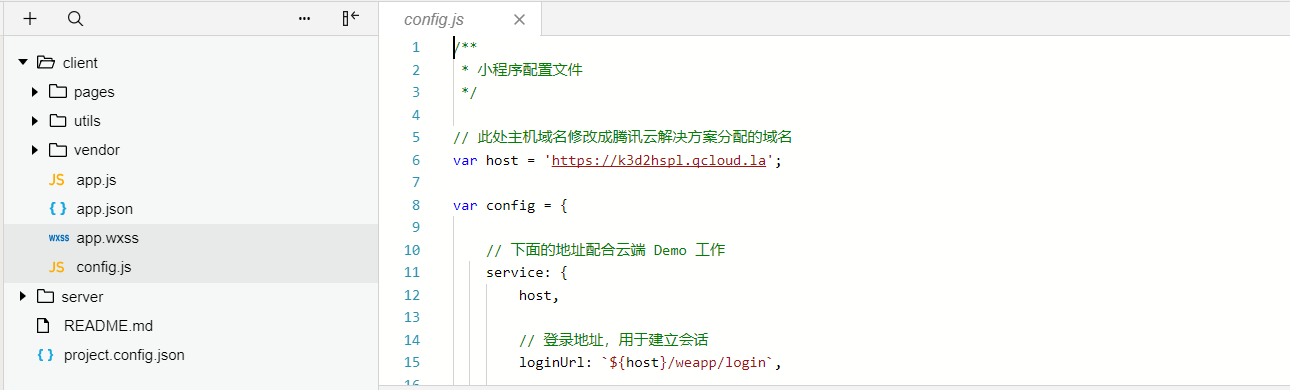 config.js
client
pages
utils
vendor
JS app.js
{ } app.json
wxss app.wxss
JS config.js
server
README.md
{ } project.config.json
1 /**
2 * 小程序配置文件
3 */
4
5 // 此处主机域名修改成腾讯云解决方案分配的域名
6 var host = 'https://k3d2hspl.qcloud.la';
7
8 var config = {
9
10 // 下面的地址配合云端 Demo 工作
11 service: {
12 host,
13
14 // 登录地址，用于建立会话
15 loginUrl: `${host}/weapp/login`,
16